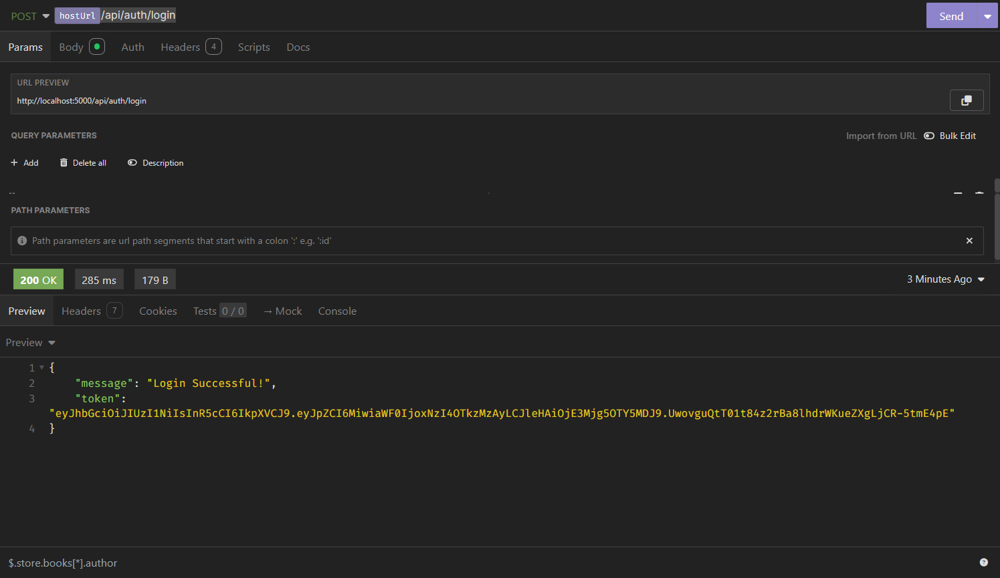 POST hostUrl /api/auth/login Send
Params Body Auth Headers 4 Scripts Docs
URL PREVIEW
http://localhost:5000/api/auth/login
QUERY PARAMETERS Import from URL Bulk Edit
+ Add Delete all Description
PATH PARAMETERS
Path parameters are url path segments that start with a colon ':' e.g. ':id'
200 OK 285 ms 179 B 3 Minutes Ago
Preview Headers 7 Cookies Tests 0 / 0 → Mock Console
Preview
1 {
2 "message": "Login Successful!",
3 "token":
"eyJhbGciOiJIUzI1NiIsInR5cCI6IkpXVCJ9.eyJpZCI6MiwiaWF0IjoxNzI4OTkzMzAyLCJleHAiOjE3Mjg5OTY5MDJ9.UwovguQtT01t84z2rBa8lhdrWKueZXgLjCR-5tmE4pE"
4 }
$.store.books[*].author